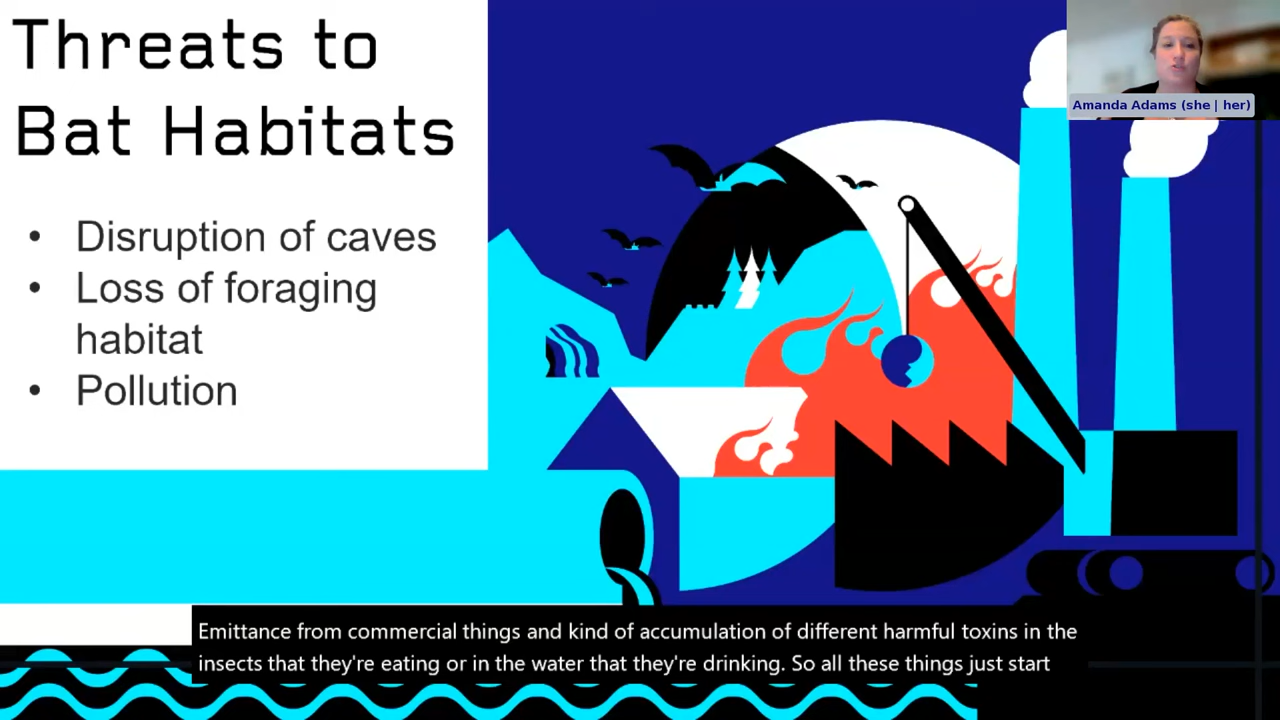 Threats to
Bat Habitats
• Disruption of caves
• Loss of foraging
habitat
• Pollution
Amanda Adams (she | her)
Emittance from commercial things and kind of accumulation of different harmful toxins in the
insects that they're eating or in the water that they're drinking. So all these things just start